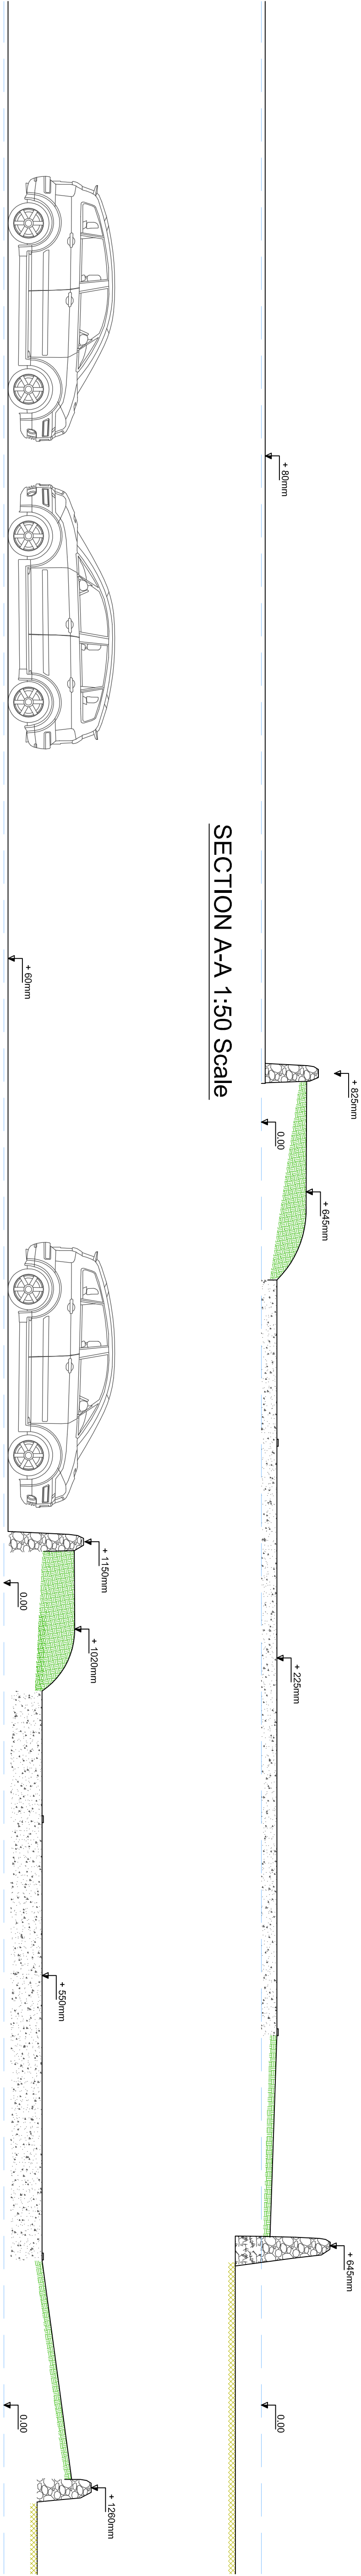 + 80mm
+ 825mm
0.00
+ 645mm
+ 225mm
+ 645mm
0.00
SECTION A-A 1:50 Scale
+ 60mm
+ 1150mm
0.00
+ 1020mm
+ 550mm
0.00
+ 1260mm